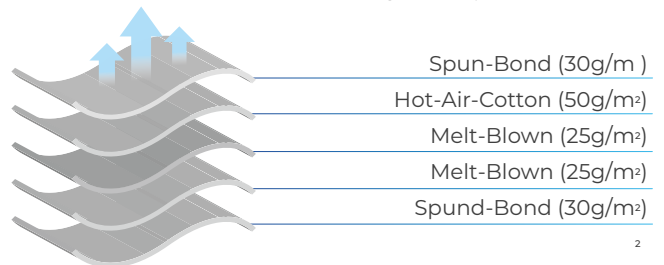 Spun-Bond (30g/m )
Hot-Air-Cotton (50g/m²)
Melt-Blown (25g/m²)
Melt-Blown (25g/m²)
Spund-Bond (30g/m²)
2